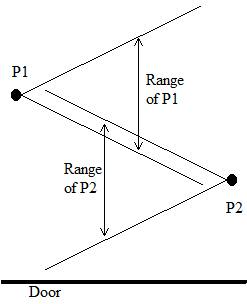 P1
Range
of P1
Range
of P2
P2
Door